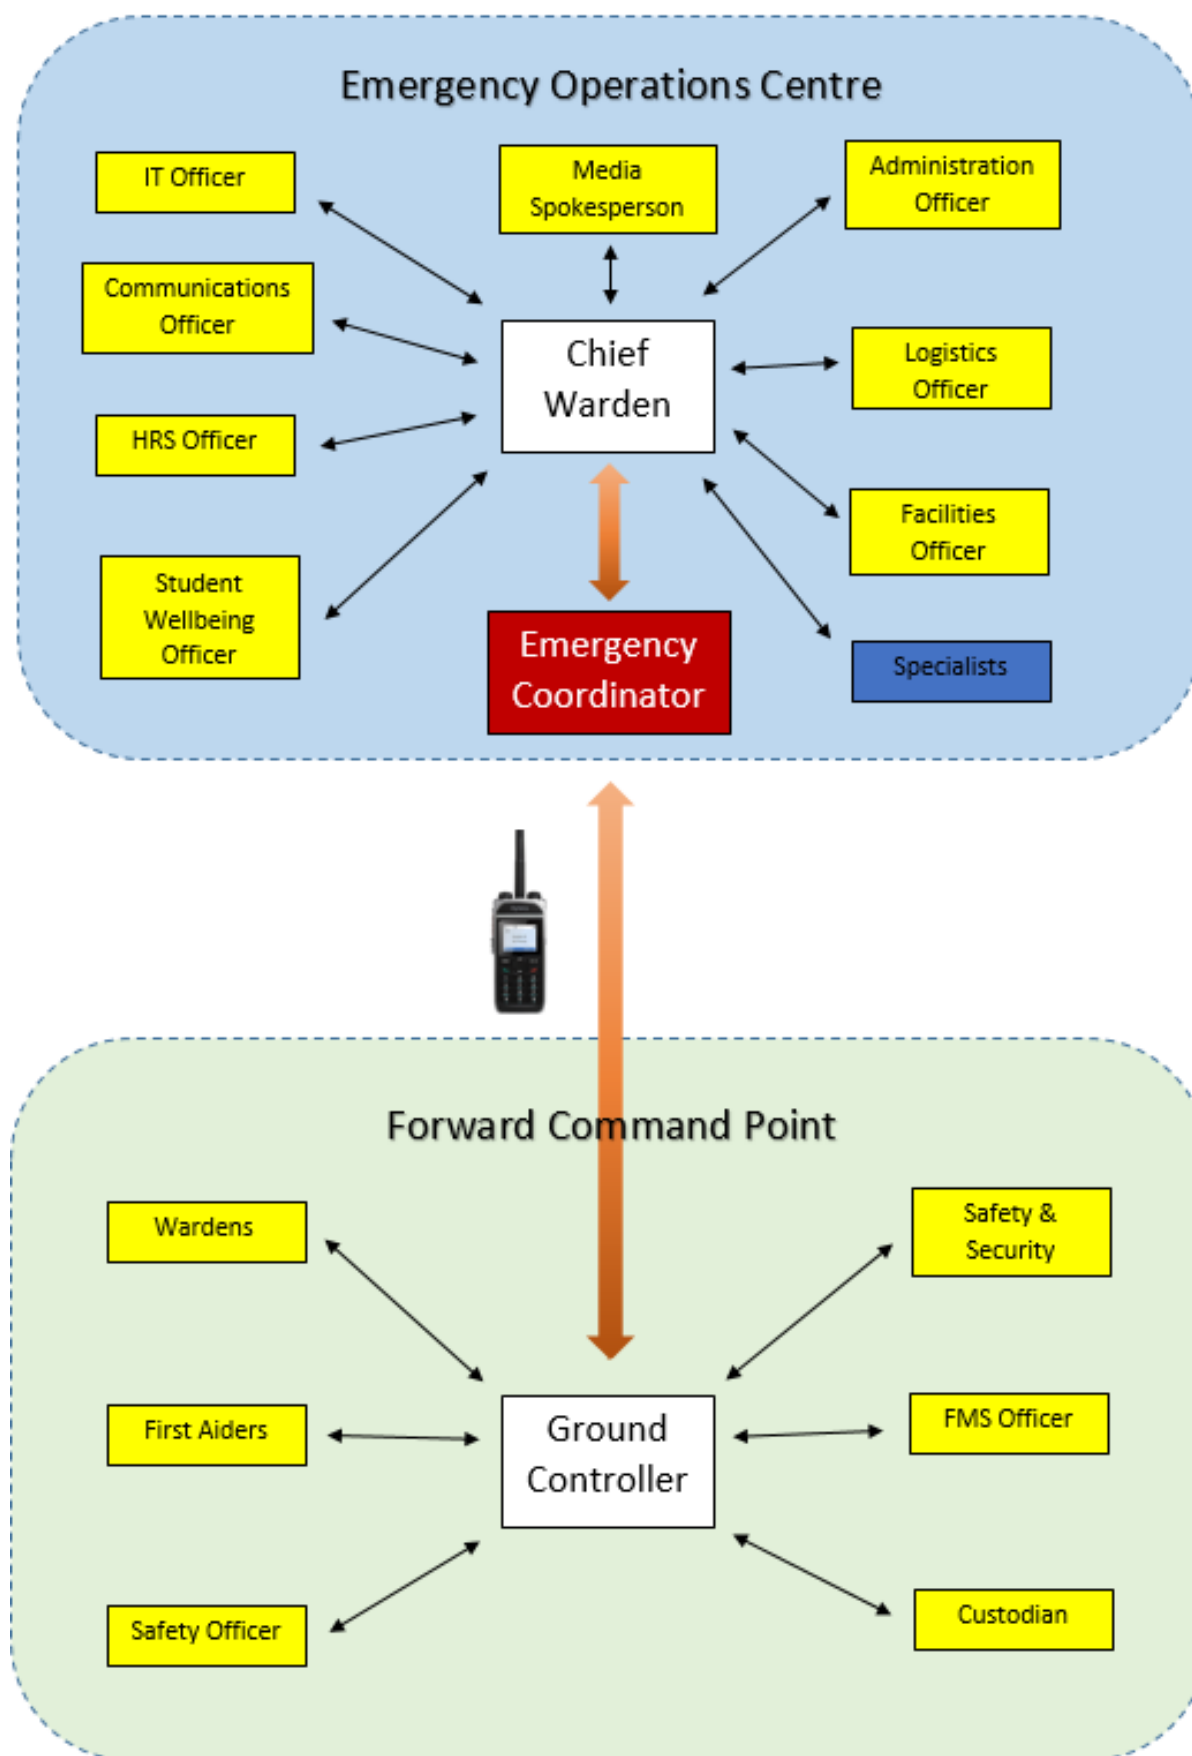 Emergency Operations Centre
IT Officer
Media
Spokesperson
Administration
Officer
Communications
Officer
Chief
Warden
Logistics
Officer
HRS Officer
Facilities
Officer
Student
Wellbeing
Officer
Emergency
Coordinator
Specialists
Forward Command Point
Wardens
Safety &
Security
First Aiders
Ground
Controller
FMS Officer
Safety Officer
Custodian